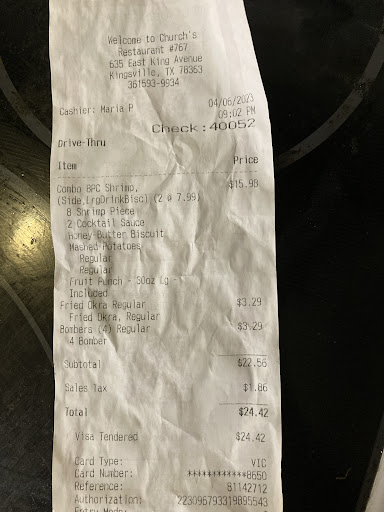 Welcome to Church's
Restaurant #767
635 East King Avenue
Kingsville, TX 78363
361593-9934
Cashier: Maria P
04/06/2023
09:02 PM
Check:40052
Drive-Thru
Item Price
Combo 8PC Shrimp, $15.98
(Side,LrgDrinkBisc) (2 @ 7.99)
8 Shrimp Piece
2 Cocktail Sauce
Honey Butter Biscuit
Mashed Potatoes
Regular
Regular
Fruit Punch - 30oz Lg -
Included
Fried Okra Regular $3.29
Fried Okra, Regular
Bombers (4) Regular $3.29
4 Bomber
Subtotal $22.56
Sales Tax $1.86
Total $24.42
Visa Tendered $24.42
Card Type: VIC
Card Number: ************8650
Reference: 81142712
Authorization: 223096793319895543
Entry Mode: